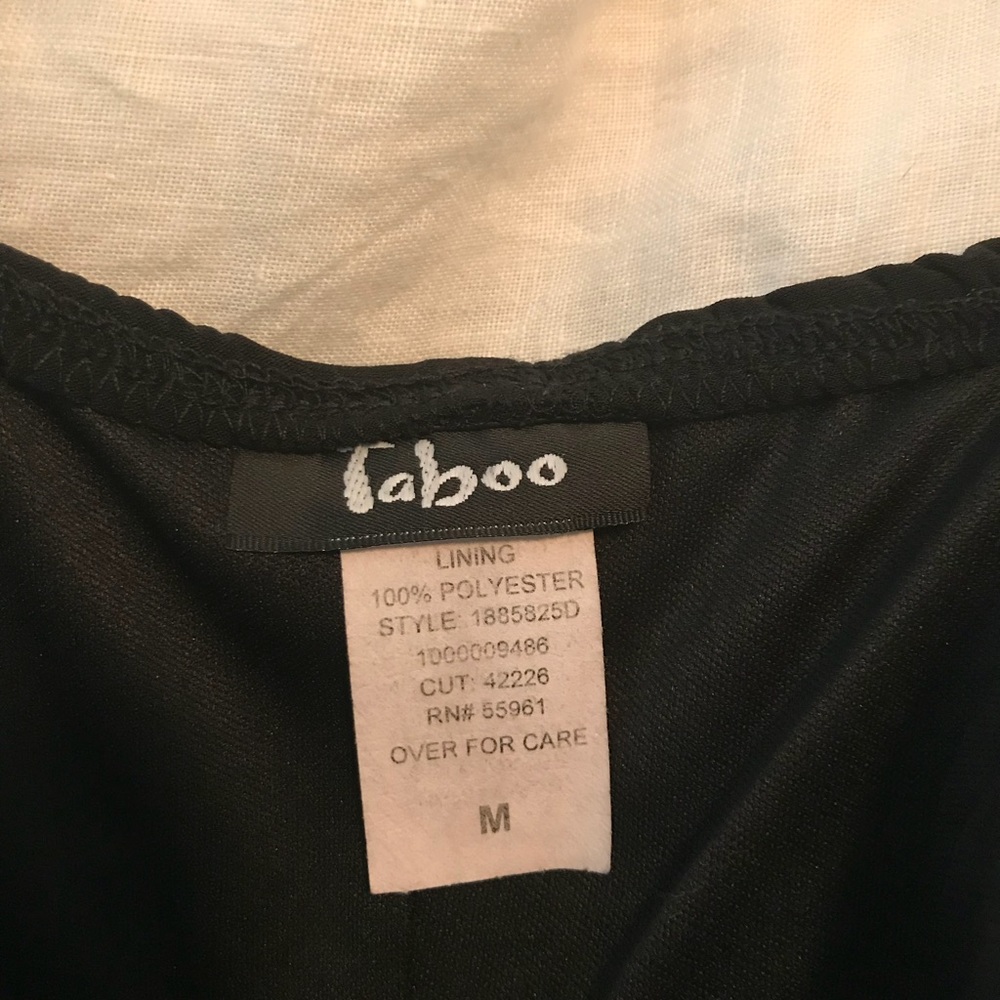 Taboo
LINING
100% POLYESTER
STYLE: 1885825D
1000009486
CUT: 42226
RN# 55961
OVER FOR CARE
M